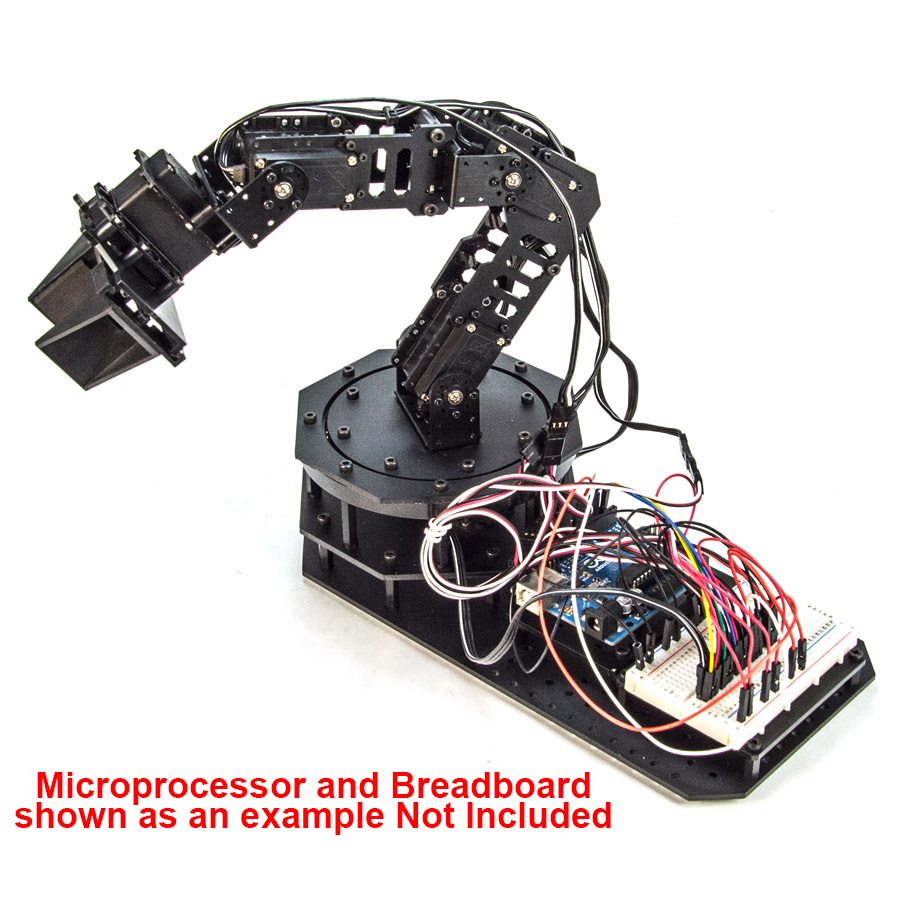 Microprocessor and Breadboard
shown as an example Not Included